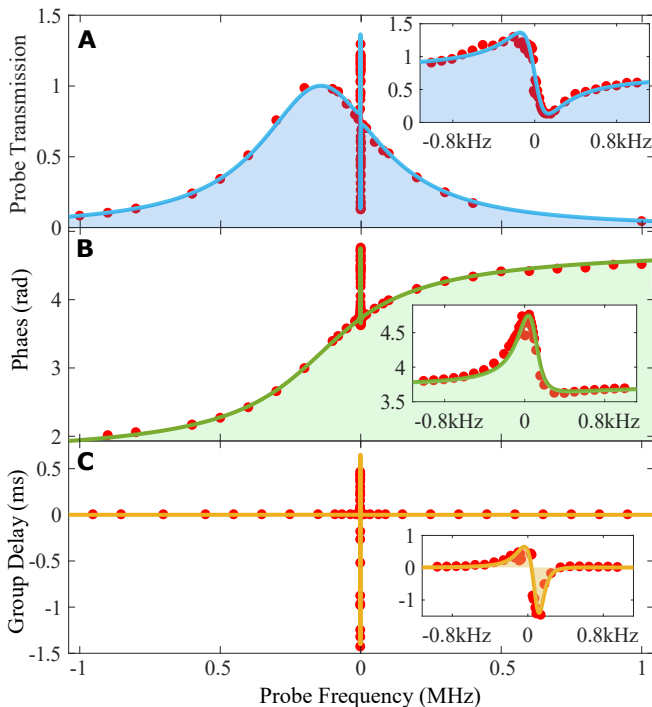 A
Probe Transmission
1.5
1
0.5
0
1.5
1
0.5
0
-0.8kHz 0 0.8kHz
B
Phaes (rad)
4
3
2
4.5
4
3.5
-0.8kHz 0 0.8kHz
C
Group Delay (ms)
0.5
0
-0.5
-1
-1.5
1
0
-1
-0.8kHz 0 0.8kHz
-1 0.5 0 0.5 1
Probe Frequency (MHz)